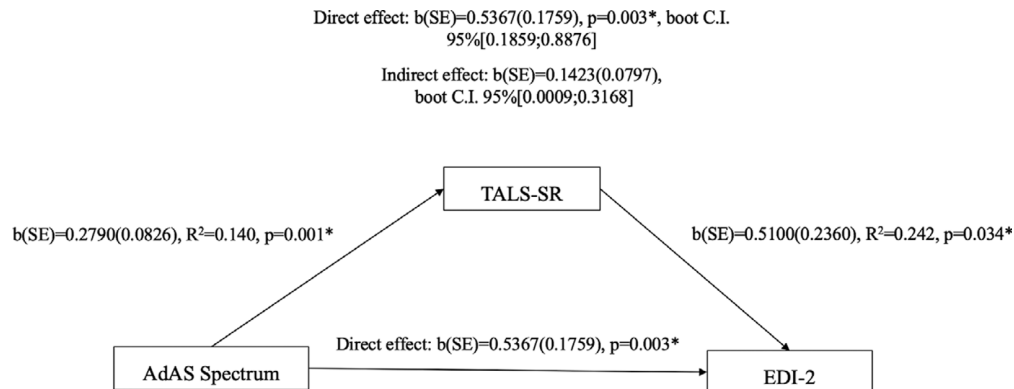 Direct effect: b(SE)=0.5367(0.1759), p=0.003*, boot C.I.
95%[0.1859;0.8876]
Indirect effect: b(SE)=0.1423(0.0797),
boot C.I. 95%[0.0009;0.3168]
TALS-SR
b(SE)=0.2790(0.0826), R²=0.140, p=0.001*
b(SE)=0.5100(0.2360), R²=0.242, p=0.034*
Direct effect: b(SE)=0.5367(0.1759), p=0.003*
AdAS Spectrum
EDI-2